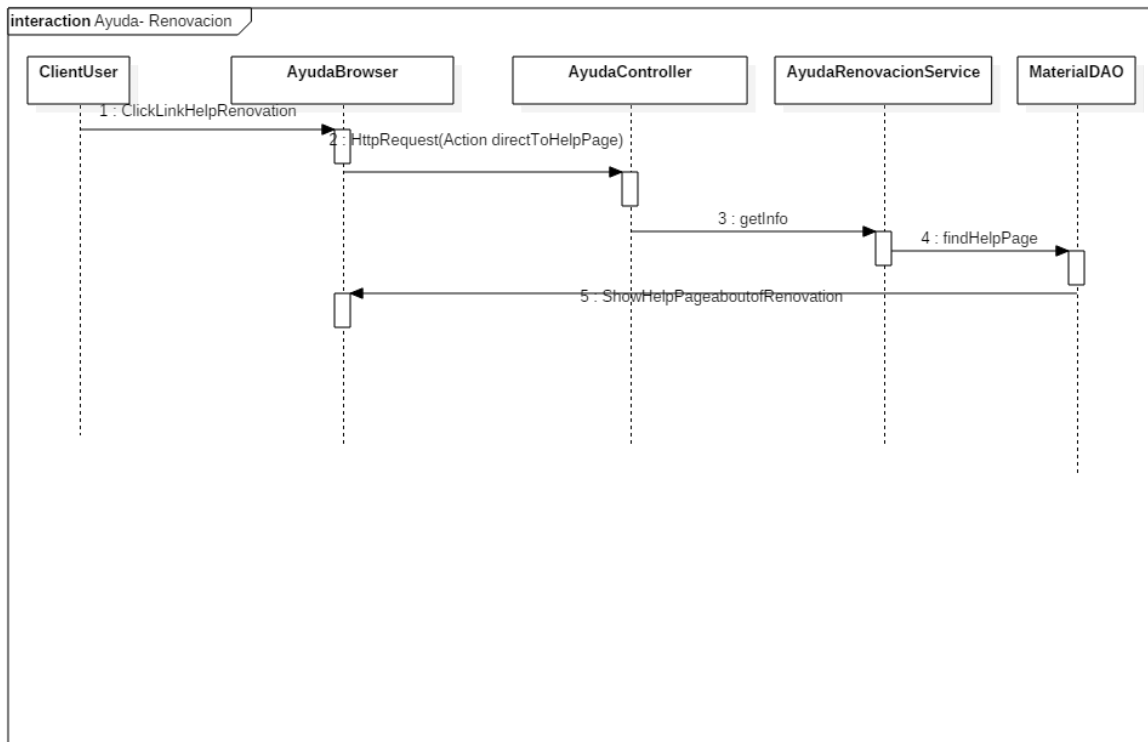 interaction Ayuda- Renovacion
ClientUser
AyudaBrowser
AyudaController
AyudaRenovacionService
MaterialDAO
1 : ClickLinkHelpRenovation
2 : HttpRequest(Action directToHelpPage)
3 : getInfo
4 : findHelpPage
5 : ShowHelpPageaboutofRenovation